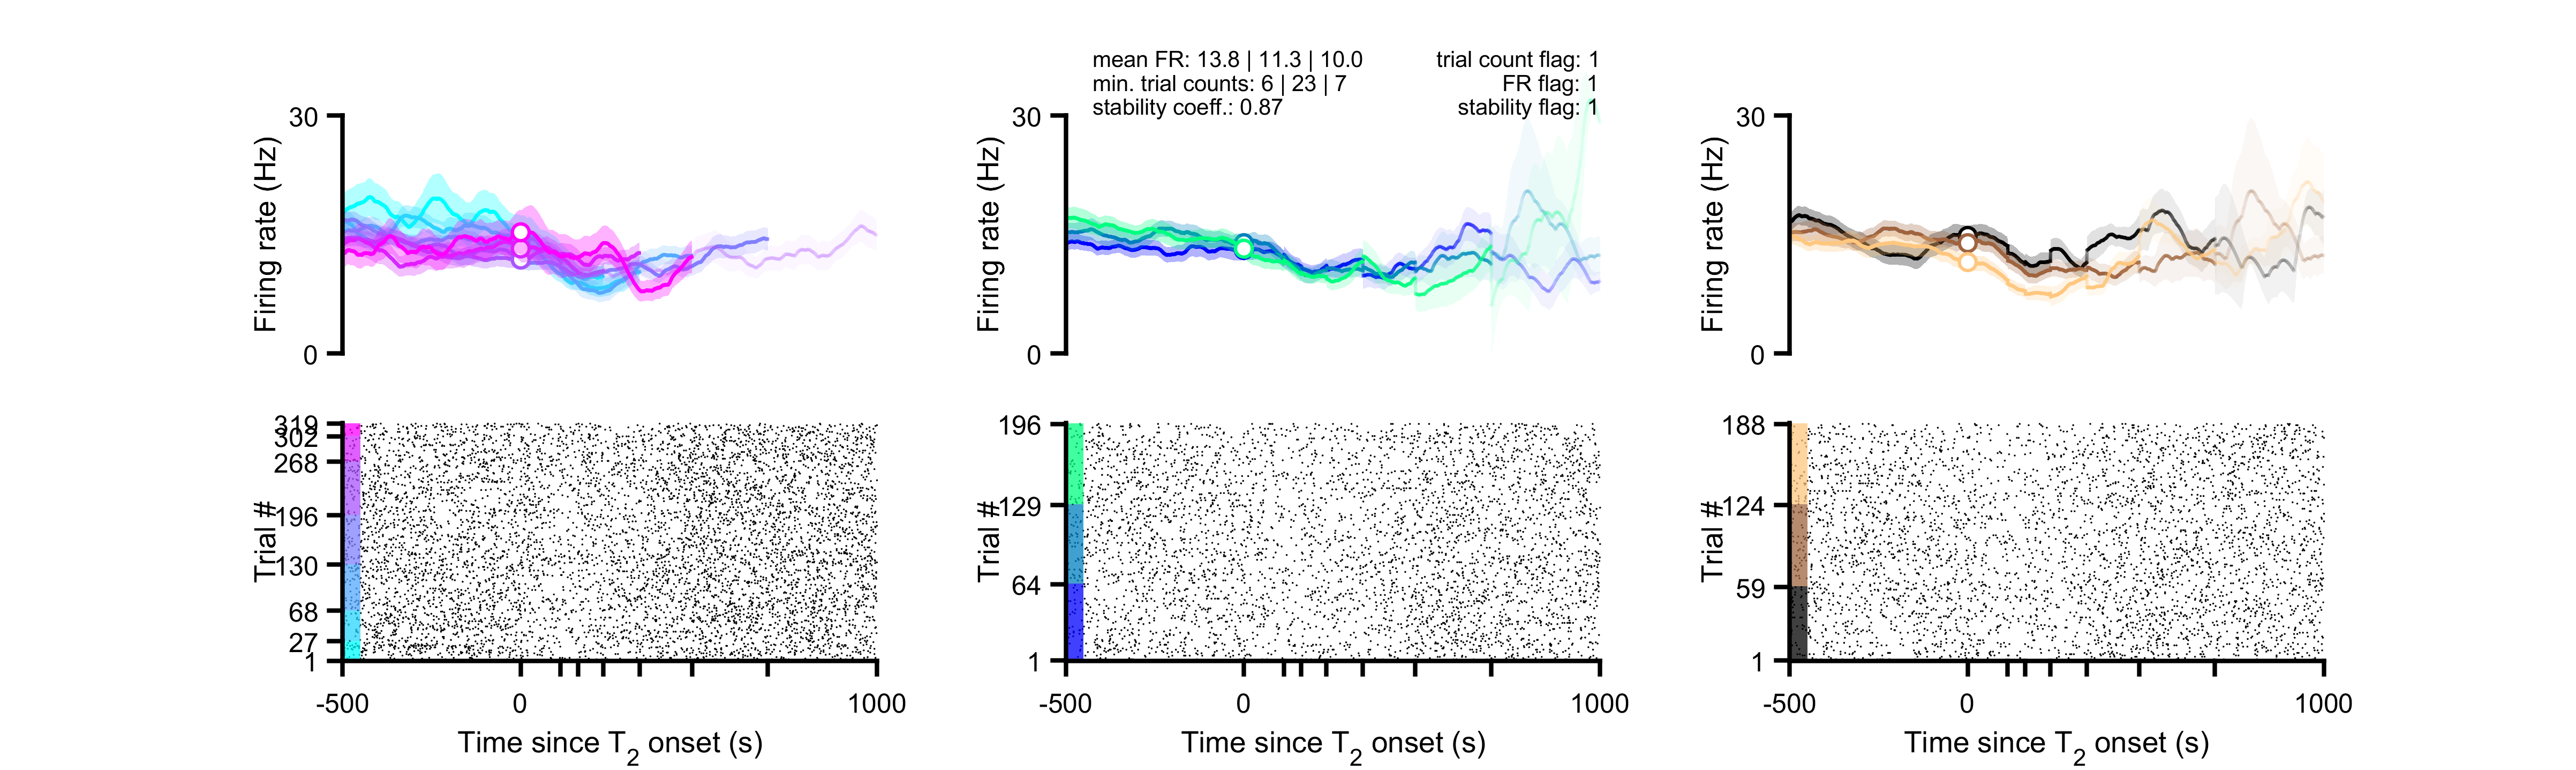 mean FR: 13.8 | 11.3 | 10.0
min. trial counts: 6 | 23 | 7
stability coeff.: 0.87
trial count flag: 1
FR flag: 1
stability flag: 1
30
Firing rate (Hz)
0
30
Firing rate (Hz)
0
30
Firing rate (Hz)
0
319
302
268
196
130
68
27
1
Trial #
-500
0
1000
Time since T2 onset (s)
196
129
64
1
Trial #
-500
0
1000
Time since T2 onset (s)
188
124
59
1
Trial #
-500
0
1000
Time since T2 onset (s)